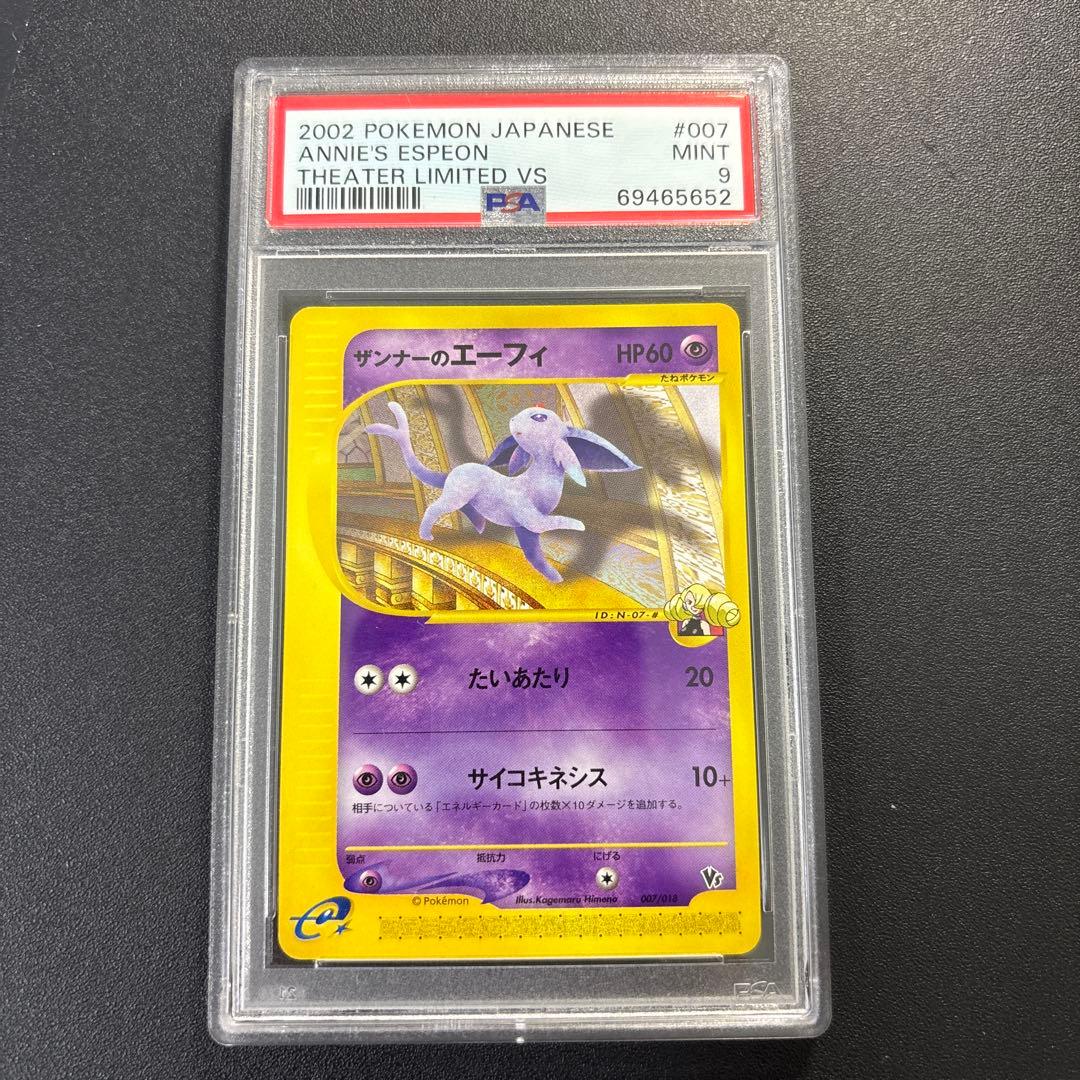 2002 POKEMON JAPANESE #007
ANNIE'S ESPEON MINT
THEATER LIMITED VS 9
PSA 69465652
ザンナーのエーフィ HP60
たねポケモン
ID:N-07-#
たいあたり 20
サイコキネシス 10+
相手についている「エネルギーカード」の枚数×10ダメージを追加する。
弱点 抵抗力 にげる
Vs
©Pokémon Illus.Kagemaru Himeno 007/018
e
PSA